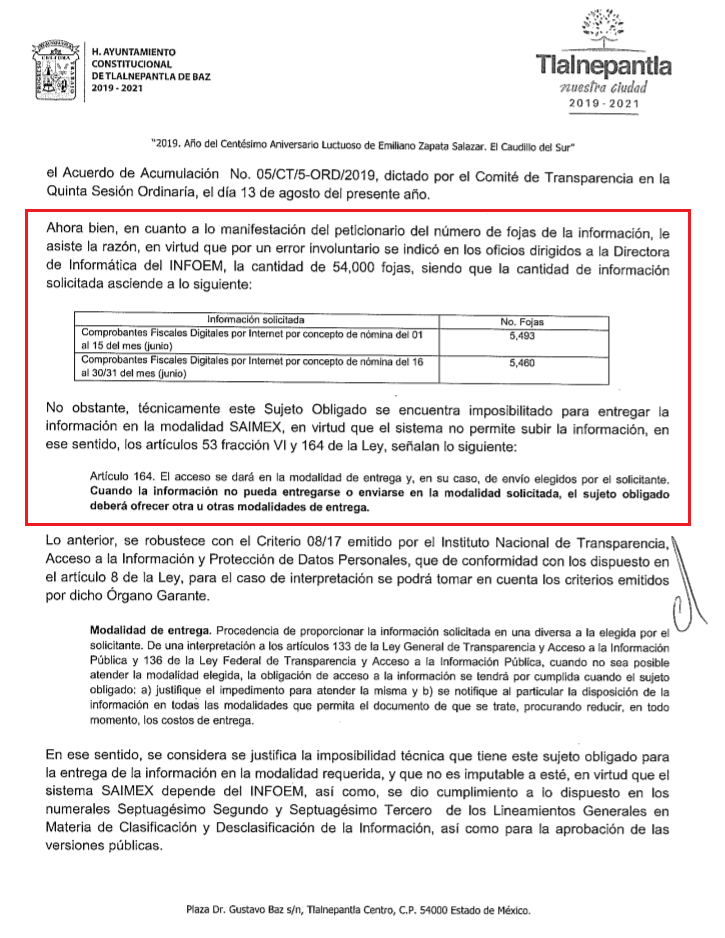 H. AYUNTAMIENTO
CONSTITUCIONAL
DE TLALNEPANTLA DE BAZ
2019 - 2021
Tlalnepantla
nuestra ciudad
2019 - 2021
"2019. Año del Centésimo Aniversario Luctuoso de Emiliano Zapata Salazar. El Caudillo del Sur"
el Acuerdo de Acumulación No. 05/CT/5-ORD/2019, dictado por el Comité de Transparencia en la
Quinta Sesión Ordinaría, el día 13 de agosto del presente año.
Ahora bien, en cuanto a lo manifestación del peticionario del número de fojas de la información, le
asiste la razón, en virtud que por un error involuntario se indicó en los oficios dirigidos a la Directora
de Informática del INFOEM, la cantidad de 54,000 fojas, siendo que la cantidad de información
solicitada asciende a lo siguiente:
Información solicitada No. Fojas
Comprobantes Fiscales Digitales por Internet por concepto de nómina del 01 5,493
al 15 del mes (junio)
Comprobantes Fiscales Digitales por Internet por concepto de nómina del 16 5,460
al 30/31 del mes (junio)
No obstante, técnicamente este Sujeto Obligado se encuentra imposibilitado para entregar la
información en la modalidad SAIMEX, en virtud que el sistema no permite subir la información, en
ese sentido, los artículos 53 fracción VI y 164 de la Ley, señalan lo siguiente:
Artículo 164. El acceso se dará en la modalidad de entrega y, en su caso, de envío elegidos por el solicitante.
Cuando la información no pueda entregarse o enviarse en la modalidad solicitada, el sujeto obligado
deberá ofrecer otra u otras modalidades de entrega.
Lo anterior, se robustece con el Criterio 08/17 emitido por el Instituto Nacional de Transparencia,
Acceso a la Información y Protección de Datos Personales, que de conformidad con los dispuesto en
el artículo 8 de la Ley, para el caso de interpretación se podrá tomar en cuenta los criterios emitidos
por dicho Órgano Garante.
Modalidad de entrega. Procedencia de proporcionar la información solicitada en una diversa a la elegida por el
solicitante. De una interpretación a los artículos 133 de la Ley General de Transparencia y Acceso a la Información
Pública y 136 de la Ley Federal de Transparencia y Acceso a la Información Pública, cuando no sea posible
atender la modalidad elegida, la obligación de acceso a la información se tendrá por cumplida cuando el sujeto
obligado: a) justifique el impedimento para atender la misma y b) se notifique al particular la disposición de la
información en todas las modalidades que permita el documento de que se trate, procurando reducir, en todo
momento, los costos de entrega.
En ese sentido, se considera se justifica la imposibilidad técnica que tiene este sujeto obligado para
la entrega de la información en la modalidad requerida, y que no es imputable a esté, en virtud que el
sistema SAIMEX depende del INFOEM, así como, se dio cumplimiento a lo dispuesto en los
numerales Septuagésimo Segundo y Septuagésimo Tercero de los Lineamientos Generales en
Materia de Clasificación y Desclasificación de la Información, así como para la aprobación de las
versiones públicas.
Plaza Dr. Gustavo Baz s/n, Tlalnepantla Centro, C.P. 54000 Estado de México.